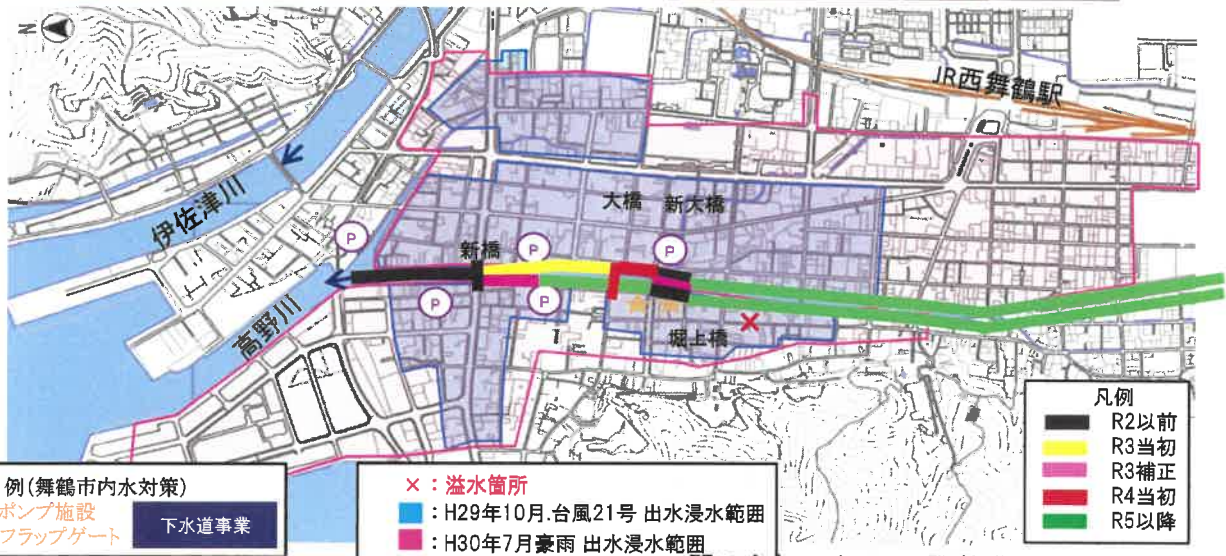 N
JR西舞鶴駅
伊佐津川
大橋 新大橋
P
P
P
新橋
P
P
高野川
堀上橋
凡例
R2以前
R3当初
R3補正
R4当初
R5以降
例(舞鶴市内水対策)
ポンプ施設
フラップゲート
下水道事業
×:溢水箇所
:H29年10月.台風21号 出水浸水範囲
:H30年7月豪雨 出水浸水範囲